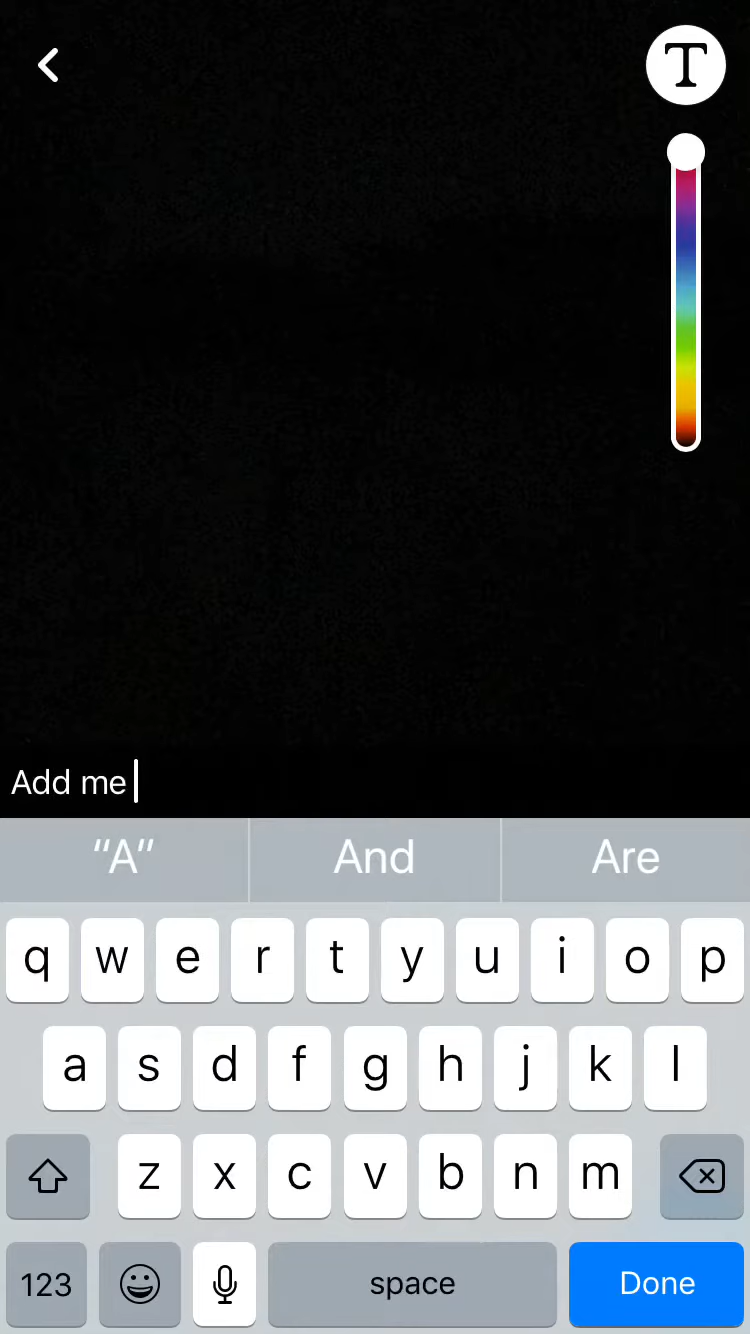 T
Add me
“A” And Are
q w e r t y u i o p
a s d f g h j k l
z x c v b n m
123 space Done